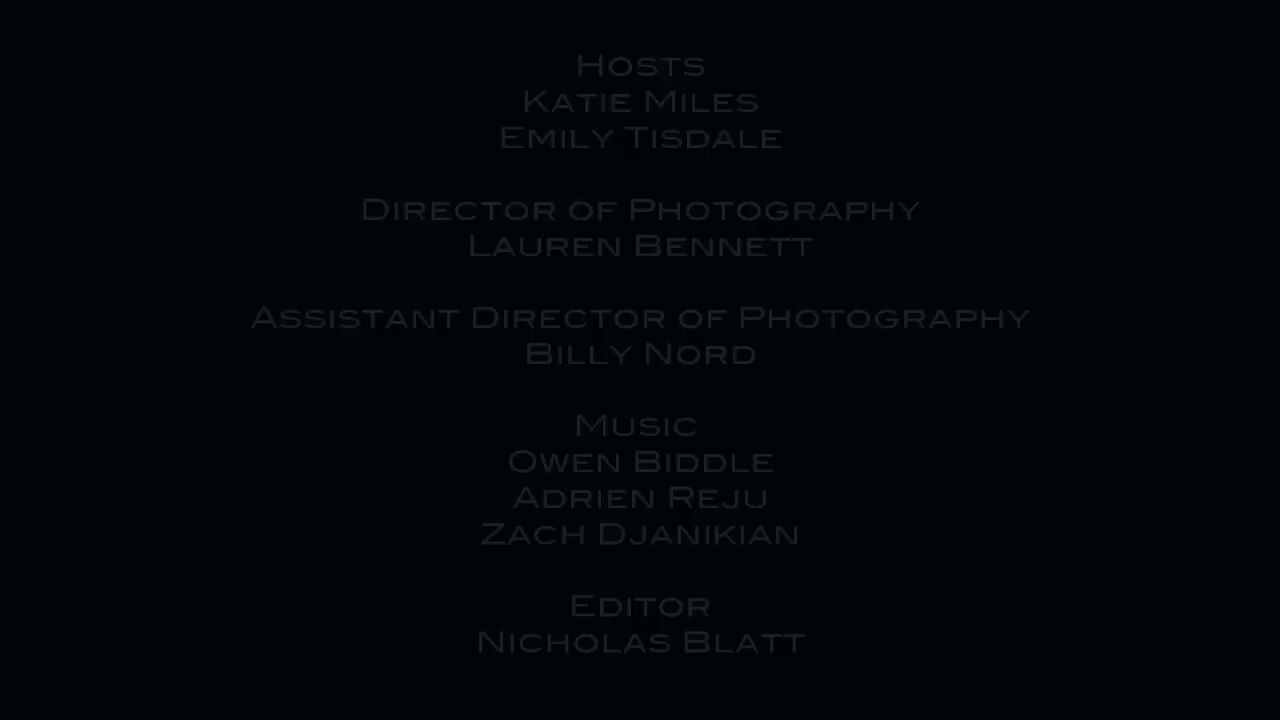 Hosts
Katie Miles
Emily Tisdale
Director of Photography
Lauren Bennett
Assistant Director of Photography
Billy Nord
Music
Owen Biddle
Adrien Reju
Zach Djanikian
Editor
Nicholas Blatt